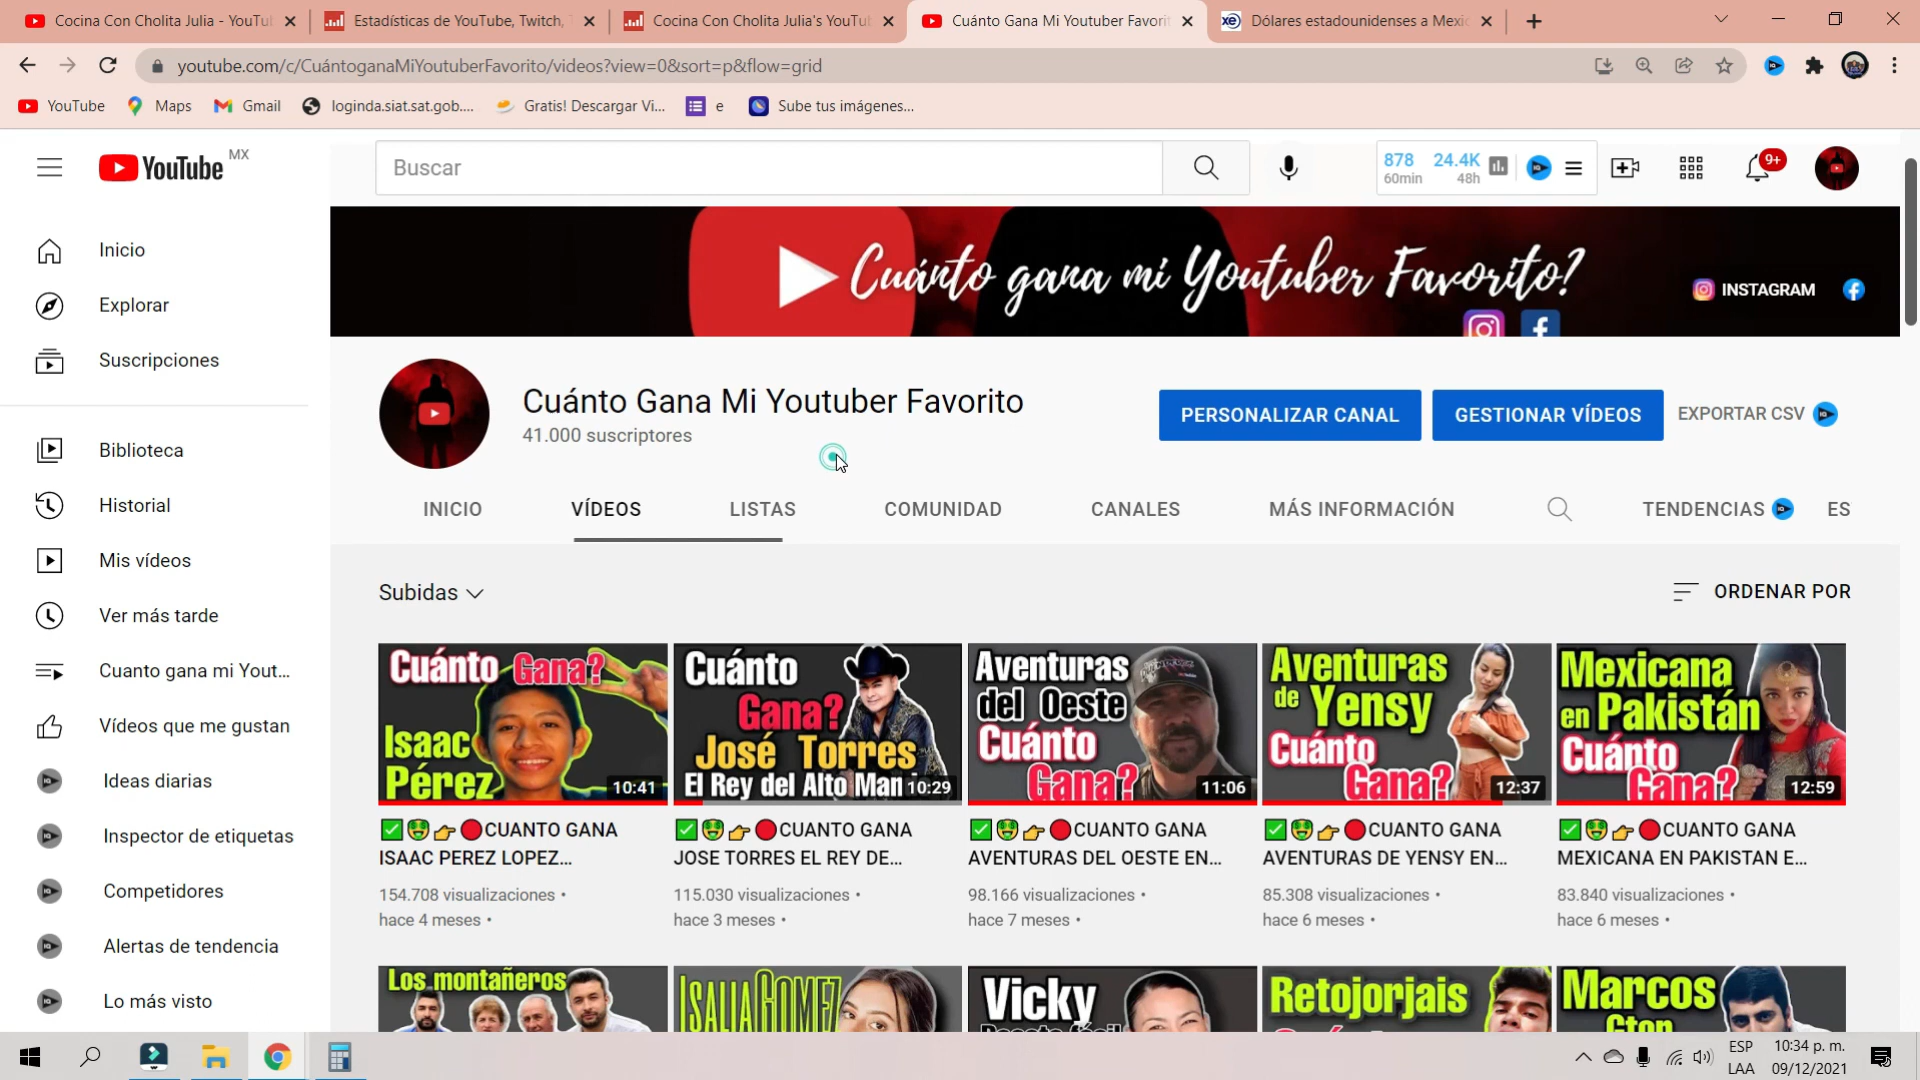 Cocina Con Cholita Julia - YouTu
Estadísticas de YouTube, Twitch, T
Cocina Con Cholita Julia's YouTu
Cuánto Gana Mi Youtuber Favorit
Dólares estadounidenses a Mexic
youtube.com/c/CuántoganaMiYoutuberFavorito/videos?view=0&sort=p&flow=grid
YouTube
Maps
Gmail
loginda.siat.sat.gob....
Gratis! Descargar Vi...
e
Sube tus imágenes...
YouTube MX
Buscar
878 24.4K
60min 48h
9+
Cuánto gana mi Youtuber Favorito?
INSTAGRAM
Cuánto Gana Mi Youtuber Favorito
41.000 suscriptores
PERSONALIZAR CANAL
GESTIONAR VÍDEOS
EXPORTAR CSV
INICIO
VÍDEOS
LISTAS
COMUNIDAD
CANALES
MÁS INFORMACIÓN
TENDENCIAS
ES
Inicio
Explorar
Suscripciones
Biblioteca
Historial
Mis vídeos
Ver más tarde
Cuanto gana mi Yout...
Vídeos que me gustan
Ideas diarias
Inspector de etiquetas
Competidores
Alertas de tendencia
Lo más visto
Subidas
ORDENAR POR
Cuánto Gana?
Isaac
Pérez
10:41
✅🤑👉🔴CUANTO GANA
ISAAC PEREZ LOPEZ...
154.708 visualizaciones •
hace 4 meses •
Cuánto
Gana?
José Torres
El Rey del Alto Man
10:29
✅🤑👉🔴CUANTO GANA
JOSE TORRES EL REY DE...
115.030 visualizaciones •
hace 3 meses •
Aventuras
del Oeste
Cuánto
Gana?
11:06
✅🤑👉🔴CUANTO GANA
AVENTURAS DEL OESTE EN...
98.166 visualizaciones •
hace 7 meses •
Aventuras
de Yensy
Cuánto
Gana?
12:37
✅🤑👉🔴CUANTO GANA
AVENTURAS DE YENSY EN...
85.308 visualizaciones •
hace 6 meses •
Mexicana
en Pakistán
Cuánto
Gana?
12:59
✅🤑👉🔴CUANTO GANA
MEXICANA EN PAKISTAN E...
83.840 visualizaciones •
hace 6 meses •
Los montañeros
ISALIA GOMEZ
Vicky
Receta fácil
Retojorjais
Marcos
Gton
ESP
LAA
10:34 p. m.
09/12/2021